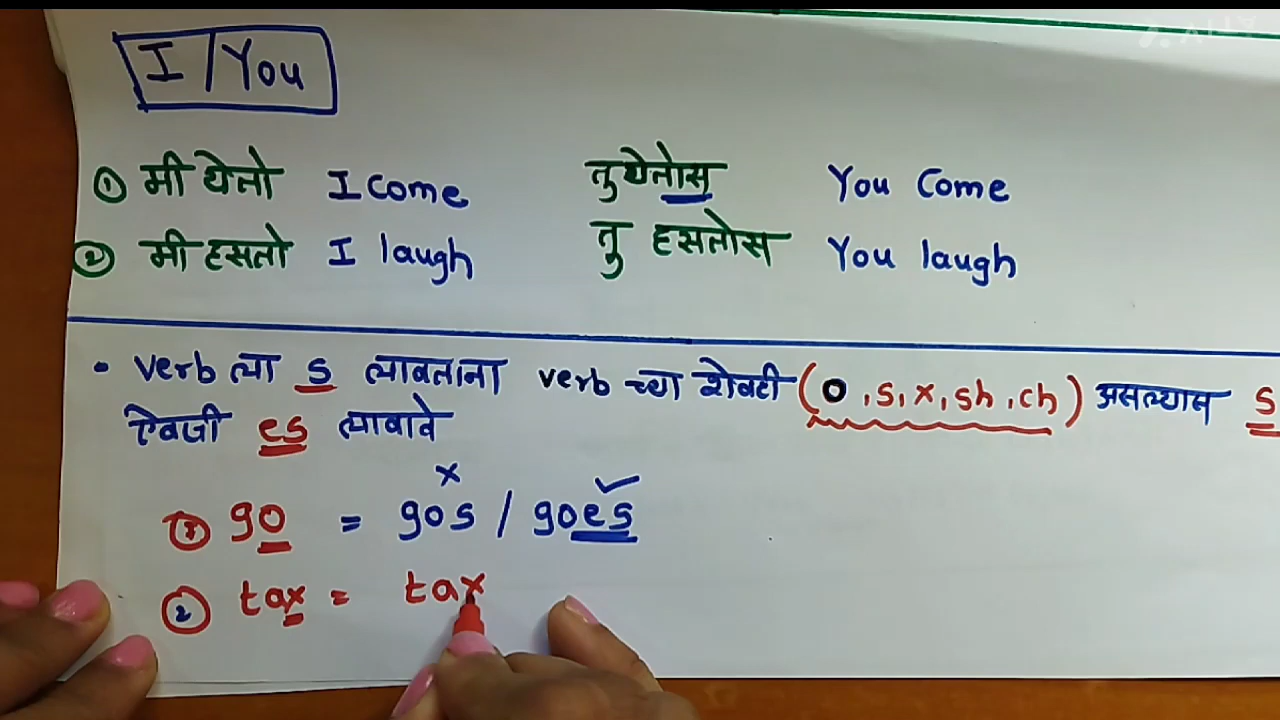 I/You
① मी येतो I come तु येतोस You Come
② मी हसतो I laugh तु हसतोस You laugh
• verb ला s लावताना verb च्या शेवटी (o, s, x, sh, ch) असल्यास s
ऐवजी es लावावे
x ✓
① go = gos / goes
② tax = tax